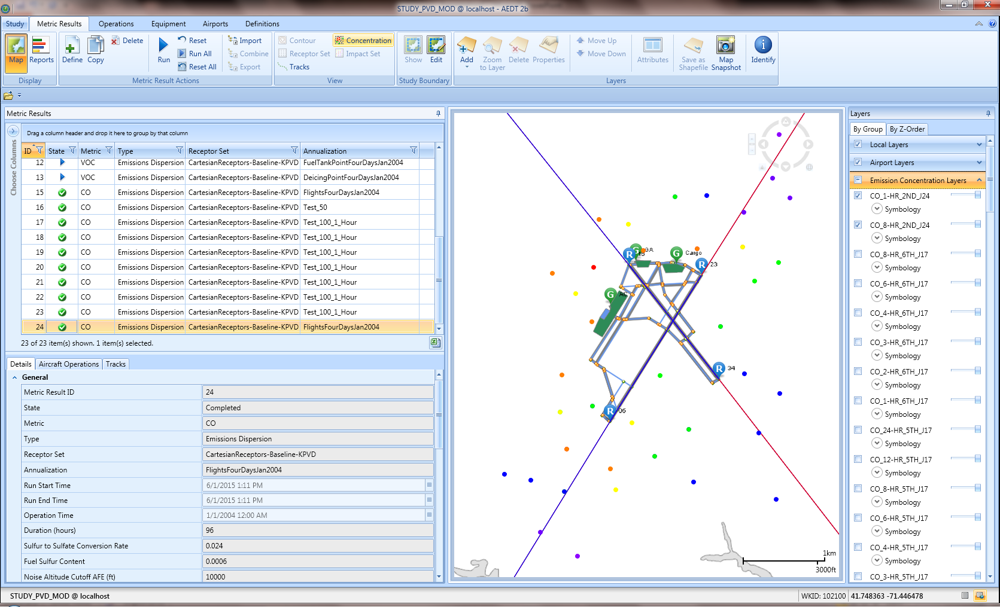 STUDY_PVD_MOD @ localhost - AEDT 2b
Study Metric Results Operations Equipment Airports Definitions
Map Reports
Display
Define Copy Delete Run
Reset
Run All
Reset All
Import
Combine
Export
Metric Result Actions
Contour Concentration
Receptor Set Impact Set
Tracks
View
Show Edit
Study Boundary
Add Zoom to Layer Delete Properties
Move Up
Move Down
Attributes
Save as Shapefile
Map Snapshot
Identify
Layers
Metric Results
Choose Columns
Drag a column header and drop it here to group by that column
ID State Metric Type Receptor Set Annualization
12 VOC Emissions Dispersion CartesianReceptors-Baseline-KPVD FuelTankPointFourDaysJan2004
13 VOC Emissions Dispersion CartesianReceptors-Baseline-KPVD DeicingPointFourDaysJan2004
15 CO Emissions Dispersion CartesianReceptors-Baseline-KPVD FlightsFourDaysJan2004
16 CO Emissions Dispersion CartesianReceptors-Baseline-KPVD Test_50
17 CO Emissions Dispersion CartesianReceptors-Baseline-KPVD Test_100_1_Hour
18 CO Emissions Dispersion CartesianReceptors-Baseline-KPVD Test_100_1_Hour
19 CO Emissions Dispersion CartesianReceptors-Baseline-KPVD Test_100_1_Hour
20 CO Emissions Dispersion CartesianReceptors-Baseline-KPVD Test_100_1_Hour
21 CO Emissions Dispersion CartesianReceptors-Baseline-KPVD Test_100_1_Hour
22 CO Emissions Dispersion CartesianReceptors-Baseline-KPVD Test_100_1_Hour
23 CO Emissions Dispersion CartesianReceptors-Baseline-KPVD Test_100_1_Hour
24 CO Emissions Dispersion CartesianReceptors-Baseline-KPVD FlightsFourDaysJan2004
23 of 23 item(s) shown. 1 item(s) selected.
Details Aircraft Operations Tracks
General
Metric Result ID 24
State Completed
Metric CO
Type Emissions Dispersion
Receptor Set CartesianReceptors-Baseline-KPVD
Annualization FlightsFourDaysJan2004
Run Start Time 6/1/2015 1:11 PM
Run End Time 6/1/2015 1:11 PM
Operation Time 1/1/2004 12:00 AM
Duration (hours) 96
Sulfur to Sulfate Conversion Rate 0.024
Fuel Sulfur Content 0.0006
Noise Altitude Cutoff AFE (ft) 10000
R G GA
G Cargo
R 23
G AC
R 34
R 05
1km
3000ft
Layers
By Group By Z-Order
Local Layers
Airport Layers
Emission Concentration Layers
CO_1-HR_2ND_J24
Symbology
CO_8-HR_2ND_J24
Symbology
CO_8-HR_6TH_J17
Symbology
CO_6-HR_6TH_J17
Symbology
CO_4-HR_6TH_J17
Symbology
CO_3-HR_6TH_J17
Symbology
CO_2-HR_6TH_J17
Symbology
CO_1-HR_6TH_J17
Symbology
CO_24-HR_5TH_J17
Symbology
CO_12-HR_5TH_J17
Symbology
CO_8-HR_5TH_J17
Symbology
CO_6-HR_5TH_J17
Symbology
CO_4-HR_5TH_J17
Symbology
CO_3-HR_5TH_J17
STUDY_PVD_MOD @ localhost
WKID: 102100 41.748363 -71.446478